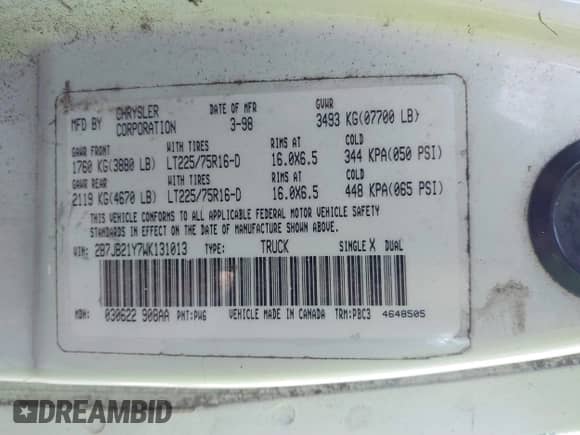 MFD BY CHRYSLER CORPORATION DATE OF MFR 3-98 GVWR 3493 KG(07700 LB)
GAWR FRONT WITH TIRES RIMS AT COLD
1760 KG(3880 LB) LT225/75R16-D 16.0X6.5 344 KPA(050 PSI)
GAWR REAR WITH TIRES RIMS AT COLD
2119 KG(4670 LB) LT225/75R16-D 16.0X6.5 448 KPA(065 PSI)
THIS VEHICLE CONFORMS TO ALL APPLICABLE FEDERAL MOTOR VEHICLE SAFETY
STANDARDS IN EFFECT ON THE DATE OF MANUFACTURE SHOWN ABOVE.
VIN: 2B7JB21Y7WK131013 TYPE: TRUCK SINGLE X DUAL
MDH: 030622 908AA PNT:PW6 VEHICLE MADE IN CANADA TRM:PBC3 4648505
DREAMBID